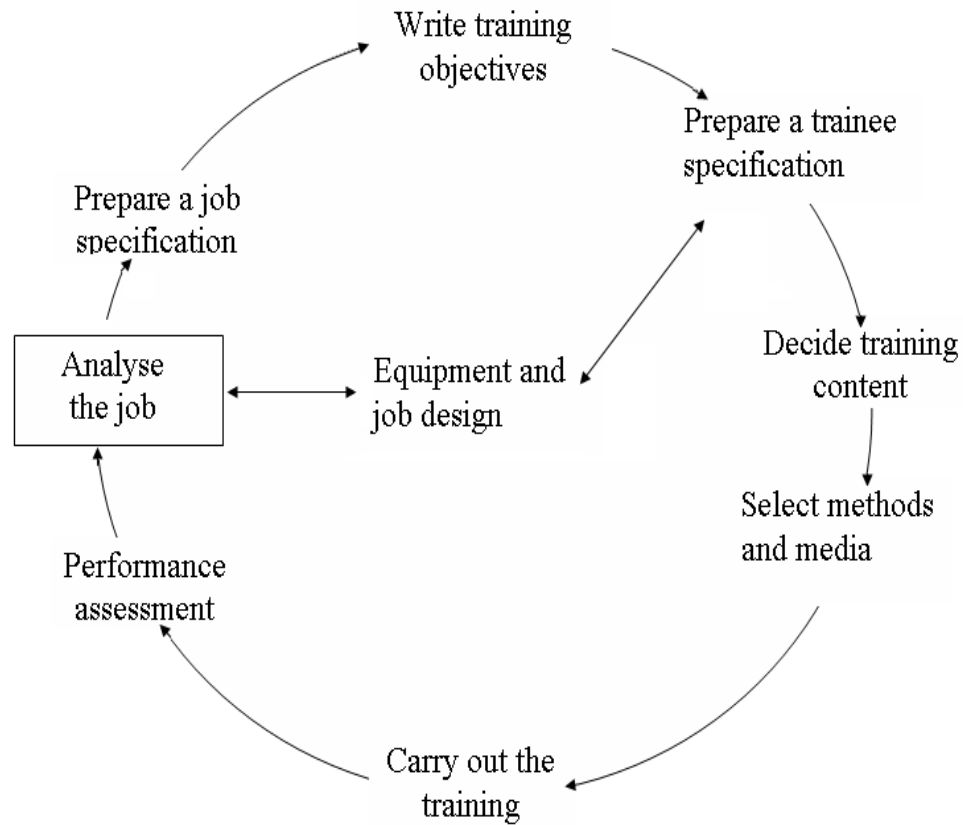 Write training
objectives
Prepare a trainee
specification
Prepare a job
specification
Analyse
the job
Equipment and
job design
Decide training
content
Select methods
and media
Performance
assessment
Carry out the
training